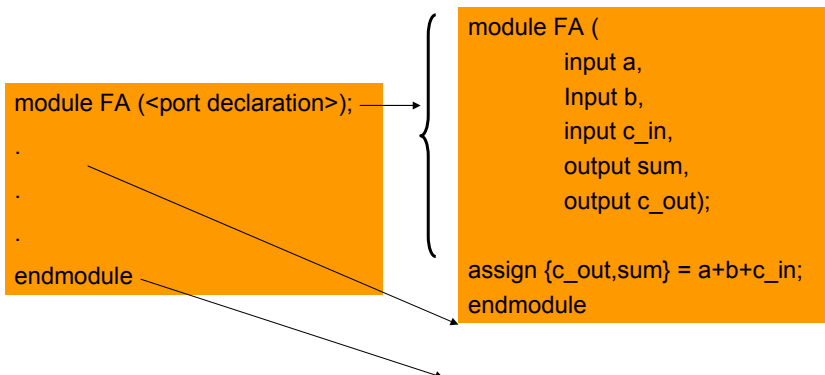 module FA (<port declaration>);
.
.
.
endmodule
module FA (
input a,
Input b,
input c_in,
output sum,
output c_out);
assign {c_out,sum} = a+b+c_in;
endmodule